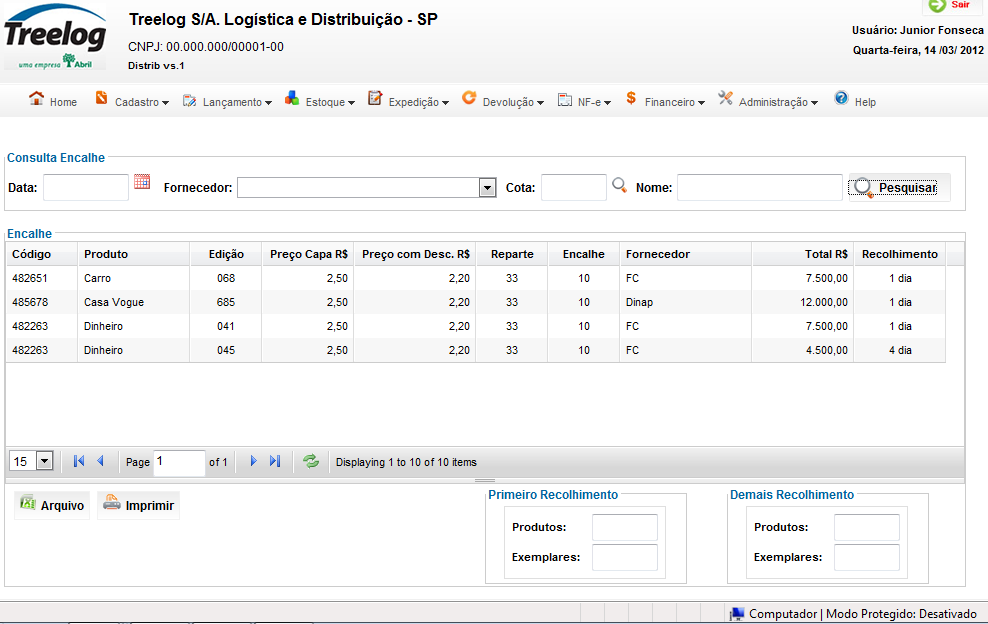 Treelog
uma empresa Abril
Treelog S/A. Logística e Distribuição - SP
CNPJ: 00.000.000/00001-00
Distrib vs.1
Sair
Usuário: Junior Fonseca
Quarta-feira, 14 /03/ 2012
Home Cadastro Lançamento Estoque Expedição Devolução NF-e Financeiro Administração Help
Consulta Encalhe
Data: Fornecedor: Cota: Nome: Pesquisar
Encalhe
Código Produto Edição Preço Capa R$ Preço com Desc. R$ Reparte Encalhe Fornecedor Total R$ Recolhimento
482651 Carro 068 2,50 2,20 33 10 FC 7.500,00 1 dia
485678 Casa Vogue 685 2,50 2,20 33 10 Dinap 12.000,00 1 dia
482263 Dinheiro 041 2,50 2,20 33 10 FC 7.500,00 1 dia
482263 Dinheiro 045 2,50 2,20 33 10 FC 4.500,00 4 dia
15 Page 1 of 1 Displaying 1 to 10 of 10 items
Arquivo Imprimir
Primeiro Recolhimento
Produtos:
Exemplares:
Demais Recolhimento
Produtos:
Exemplares:
Computador | Modo Protegido: Desativado